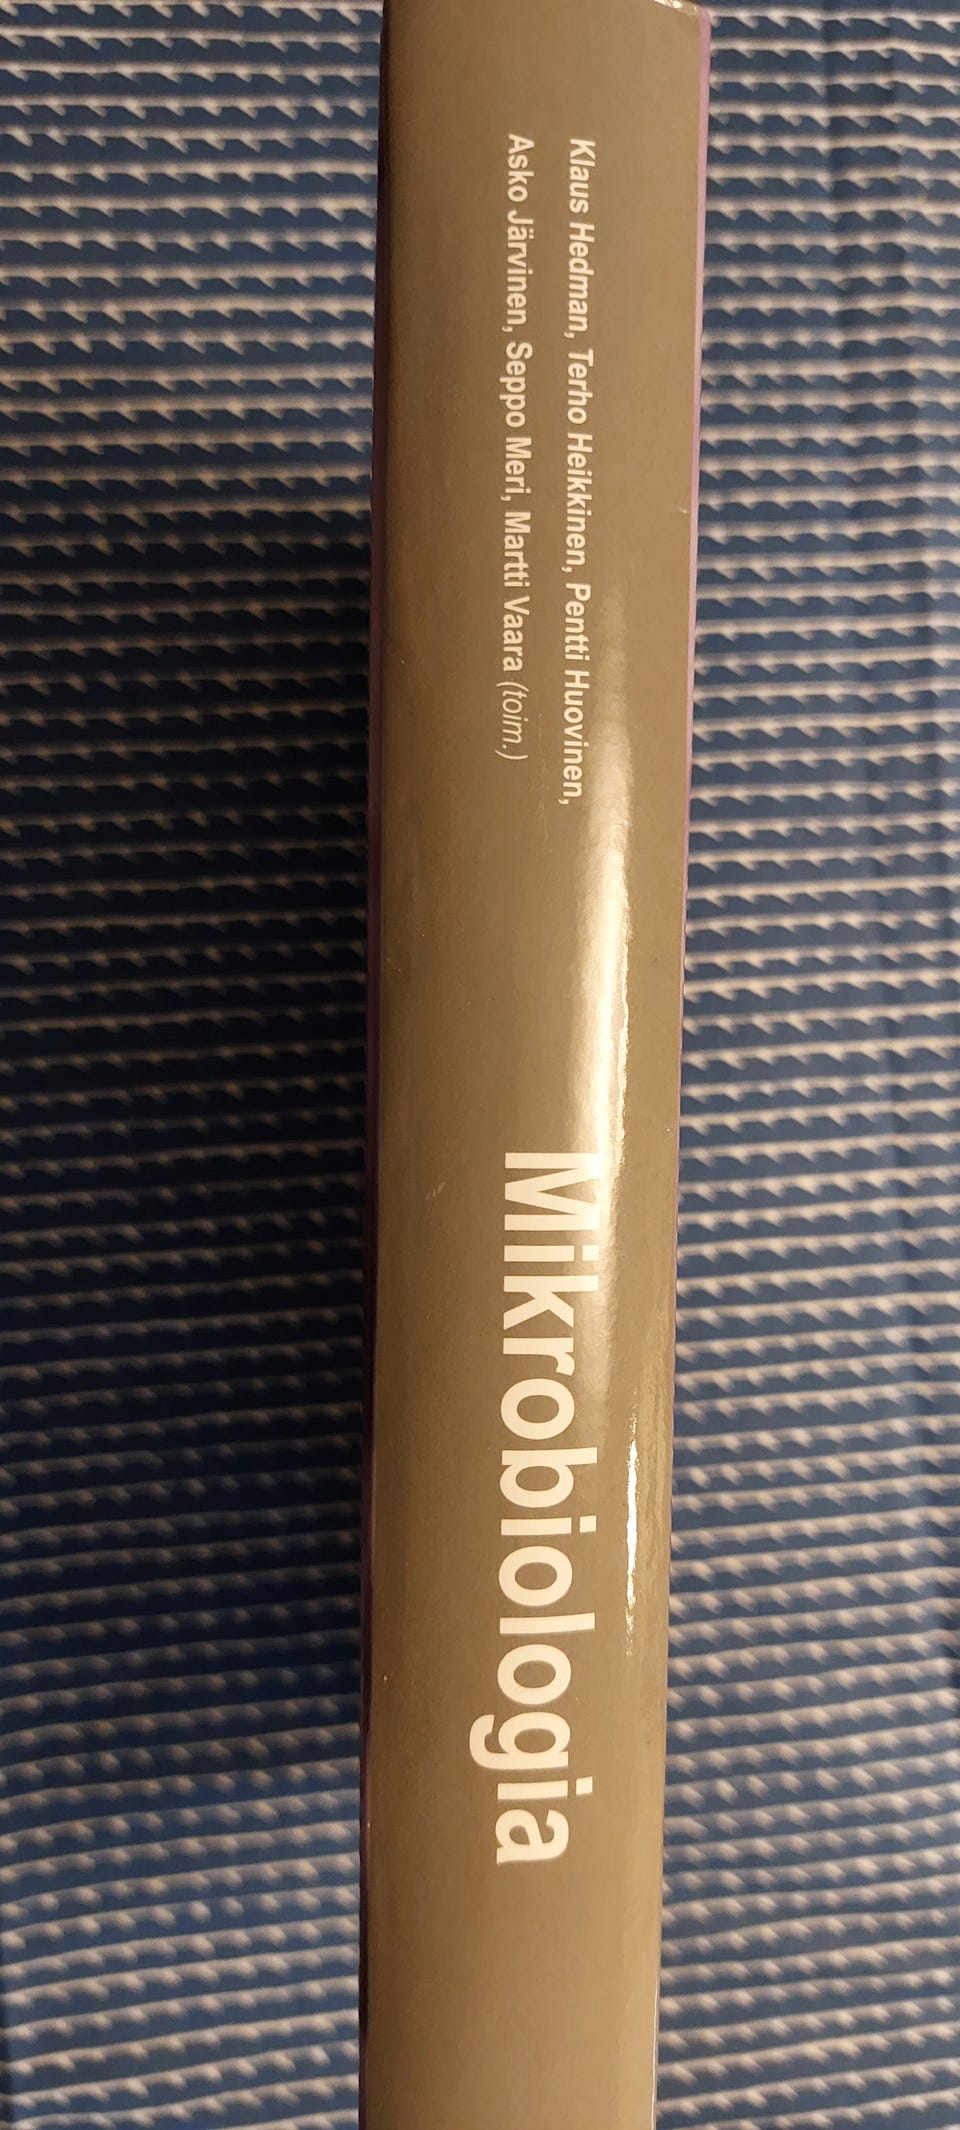 Klaus Hedman, Terho Heikkinen, Pentti Huovinen,
Asko Järvinen, Seppo Meri, Martti Vaara (toim.)
Mikrobiologia